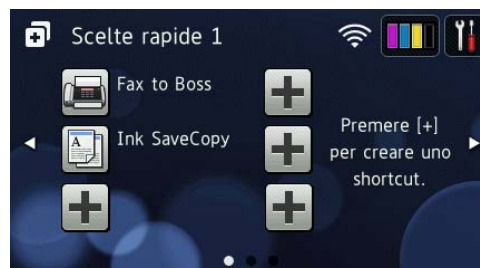 Scelte rapide 1
Fax to Boss
Ink SaveCopy
Premere [+]
per creare uno
shortcut.